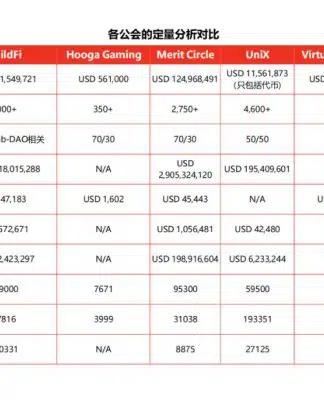 各公会的定量分析对比
ildFi Hooga Gaming Merit Circle UniX Virtu
1,549,721 USD 561,000 USD 124,968,491 USD 11,561,873 USD
(只包括代币)
000+ 350+ 2,750+ 4,600+
b-DAO相关 70/30 70/30 50/50
18,015,288 N/A USD 2,905,324,120 USD 195,409,601
47,183 USD 1,602 USD 45,443 N/A
572,671 N/A USD 1,056,481 USD 42,480
2,423,297 N/A USD 198,916,604 USD 6,233,244
9000 7671 95300 59500
7816 3999 31038 193351
0331 N/A 8875 27125